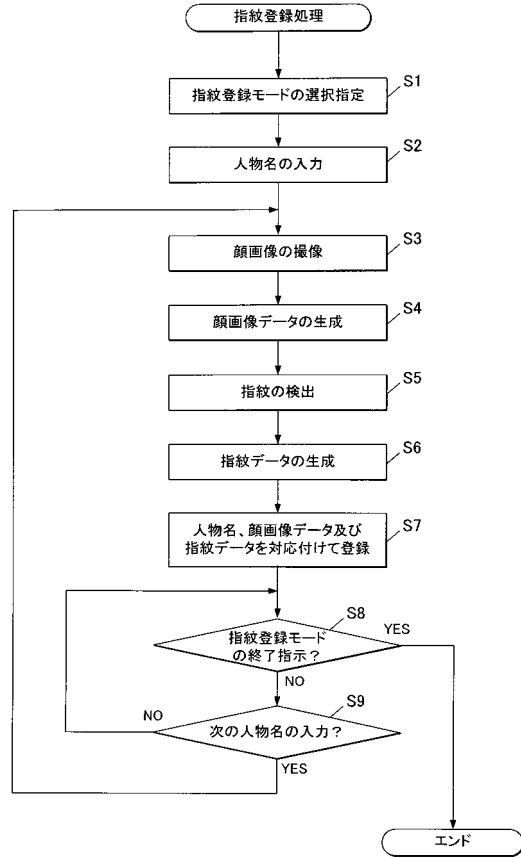 指紋登録処理
S1
指紋登録モードの選択指定
S2
人物名の入力
S3
顔画像の撮像
S4
顔画像データの生成
S5
指紋の検出
S6
指紋データの生成
S7
人物名、顔画像データ及び
指紋データを対応付けて登録
S8
指紋登録モード
の終了指示？
YES
NO
S9
次の人物名の入力？
NO
YES
エンド